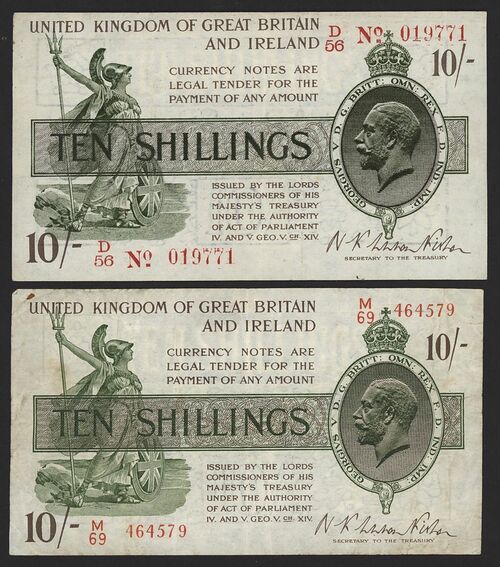 UNITED KINGDOM OF GREAT BRITAIN
AND IRELAND
D/56 No 019771
10/-
CURRENCY NOTES ARE
LEGAL TENDER FOR THE
PAYMENT OF ANY AMOUNT
TEN SHILLINGS
GEORGIVS V D. G. BRITT: OMN: REX F. D. IND: IMP:
ISSUED BY THE LORDS
COMMISSIONERS OF HIS
MAJESTY'S TREASURY
UNDER THE AUTHORITY
OF ACT OF PARLIAMENT
IV. AND V. GEO. V. CH. XIV.
10/- D/56 No 019771
N K Warren Fisher
SECRETARY TO THE TREASURY
UNITED KINGDOM OF GREAT BRITAIN
AND IRELAND
M/69 464579
10/-
CURRENCY NOTES ARE
LEGAL TENDER FOR THE
PAYMENT OF ANY AMOUNT
TEN SHILLINGS
GEORGIVS V D. G. BRITT: OMN: REX F. D. IND: IMP:
ISSUED BY THE LORDS
COMMISSIONERS OF HIS
MAJESTY'S TREASURY
UNDER THE AUTHORITY
OF ACT OF PARLIAMENT
IV. AND V. GEO. V. CH. XIV.
10/- M/69 464579
N K Warren Fisher
SECRETARY TO THE TREASURY